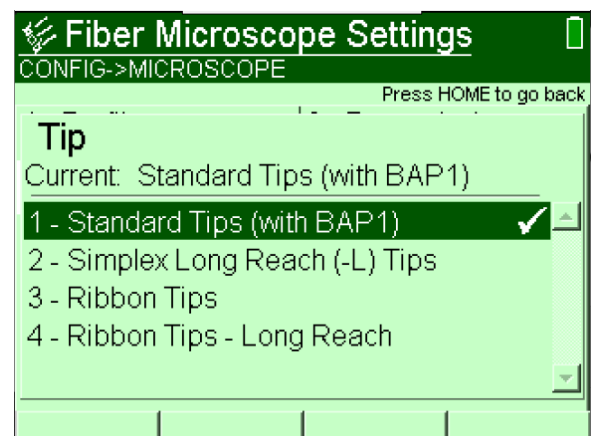 Fiber Microscope Settings
CONFIG->MICROSCOPE
Press HOME to go back
Tip
Current: Standard Tips (with BAP1)
1 - Standard Tips (with BAP1)
2 - Simplex Long Reach (-L) Tips
3 - Ribbon Tips
4 - Ribbon Tips - Long Reach